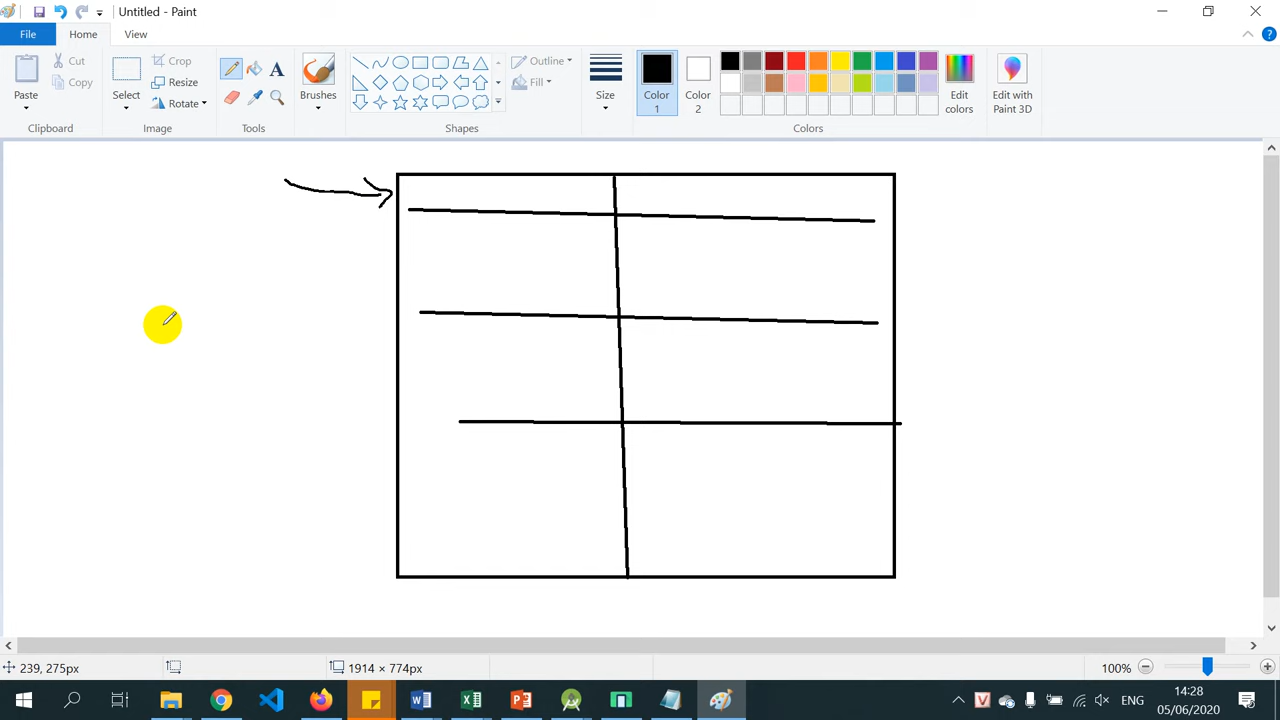 Untitled - Paint
File
Home
View
Paste
Cut
Copy
Clipboard
Select
Crop
Resize
Rotate
Image
Tools
Brushes
Outline
Fill
Shapes
Size
Color
1
Color
2
Edit
colors
Colors
Edit with
Paint 3D
239, 275px
1914 × 774px
100%
ENG
14:28
05/06/2020